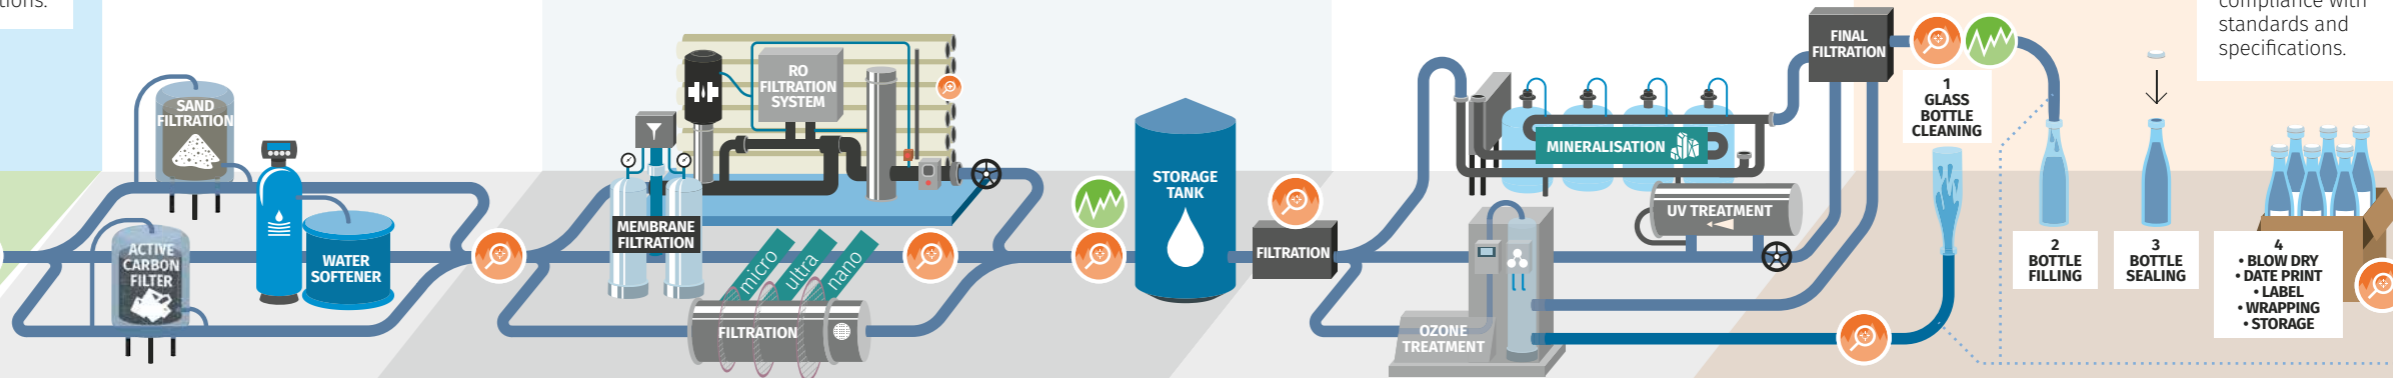 tions.
SAND
FILTRATION
ACTIVE
CARBON
FILTER
WATER
SOFTENER
RO
FILTRATION
SYSTEM
MEMBRANE
FILTRATION
micro
ultra
nano
FILTRATION
STORAGE
TANK
FILTRATION
MINERALISATION
UV TREATMENT
OZONE
TREATMENT
FINAL
FILTRATION
1
GLASS
BOTTLE
CLEANING
2
BOTTLE
FILLING
3
BOTTLE
SEALING
4
• BLOW DRY
• DATE PRINT
• LABEL
• WRAPPING
• STORAGE
compliance with
standards and
specifications.